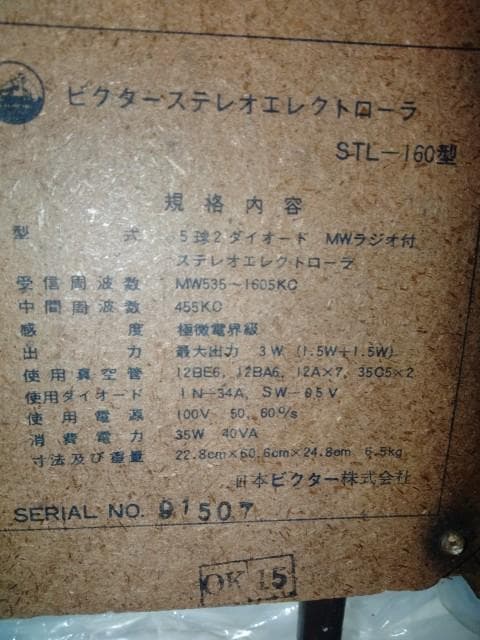 ビクターステレオエレクトローラ
STL-160型
規格内容
型式 5球2ダイオード MWラジオ付
ステレオエレクトローラ
受信周波数 MW535~1605KC
中間周波数 455KC
感度 極微電界級
出力 最大出力 3W (1.5W+1.5W)
使用真空管 12BE6, 12BA6, 12A×7, 35C5×2
使用ダイオード 1N-34A, SW-05V
使用電源 100V 50, 60c/s
消費電力 35W 40VA
寸法及び重量 22.8cm×60.6cm×24.8cm 6.5kg
日本ビクター株式会社
SERIAL NO. 91507
OK 15